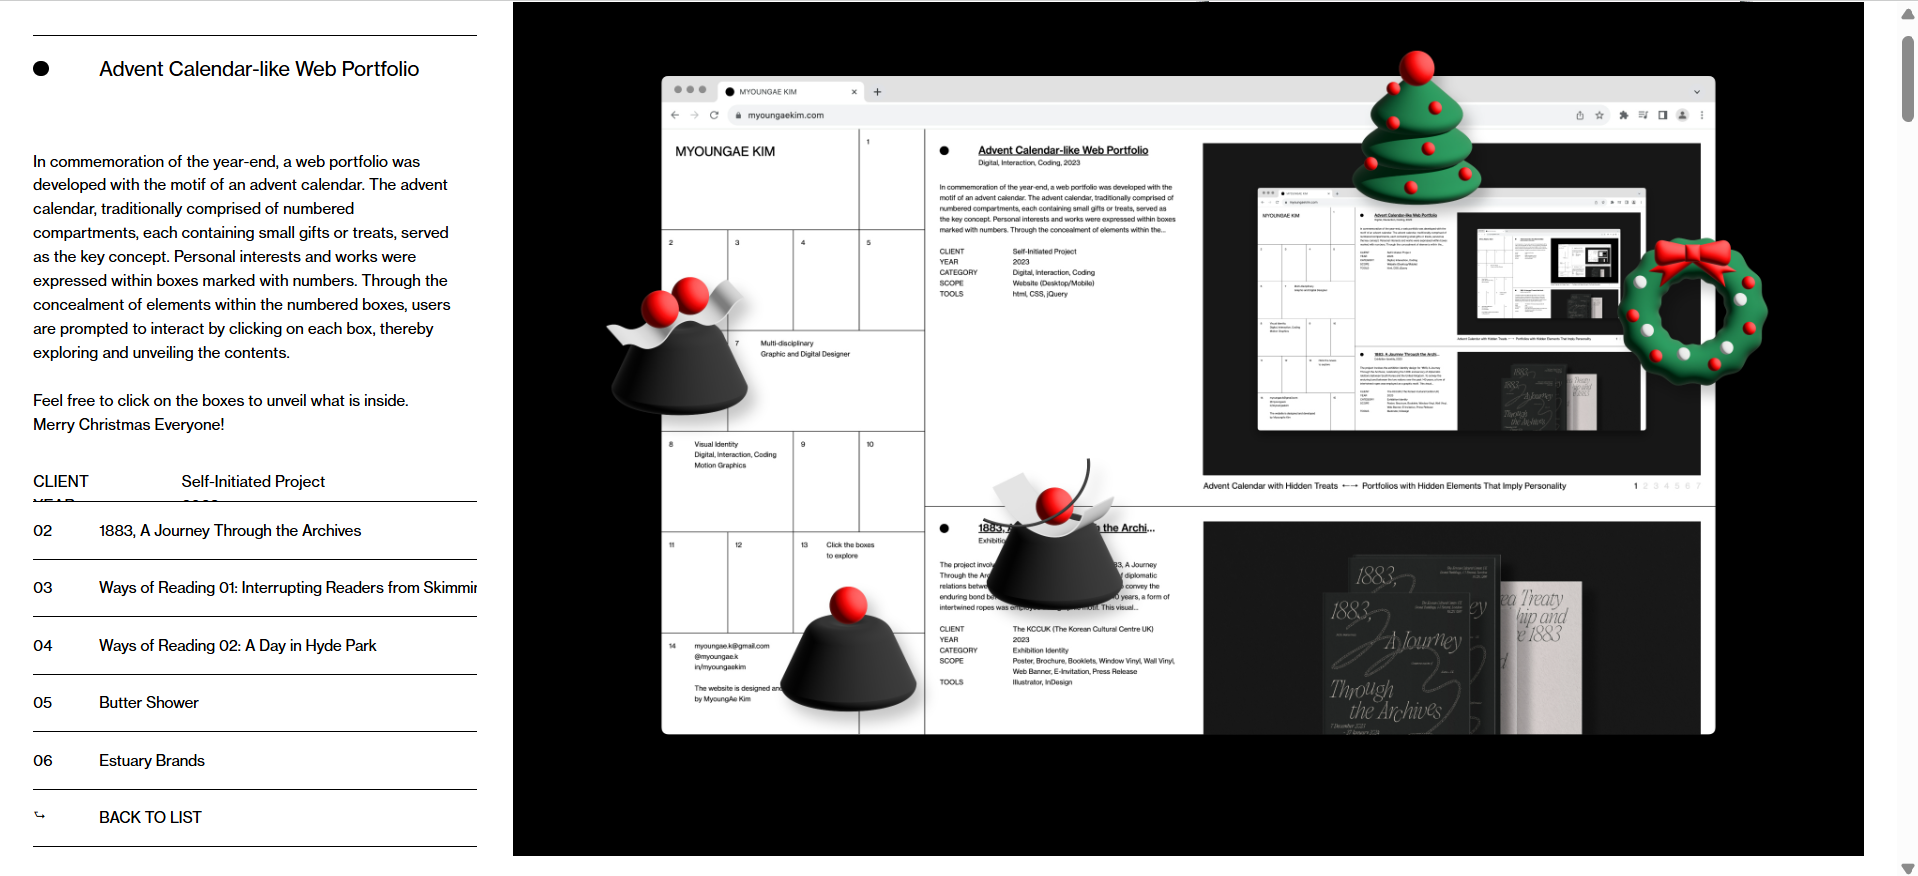 Advent Calendar-like Web Portfolio
In commemoration of the year-end, a web portfolio was
developed with the motif of an advent calendar. The advent
calendar, traditionally comprised of numbered
compartments, each containing small gifts or treats, served
as the key concept. Personal interests and works were
expressed within boxes marked with numbers. Through the
concealment of elements within the numbered boxes, users
are prompted to interact by clicking on each box, thereby
exploring and unveiling the contents.
Feel free to click on the boxes to unveil what is inside.
Merry Christmas Everyone!
CLIENT Self-Initiated Project
02 1883, A Journey Through the Archives
03 Ways of Reading 01: Interrupting Readers from Skimmin
04 Ways of Reading 02: A Day in Hyde Park
05 Butter Shower
06 Estuary Brands
BACK TO LIST
MYOUNGAE KIM
myoungaekim.com
MYOUNGAE KIM
1
2 3 4 5
7 Multi-disciplinary
Graphic and Digital Designer
8 Visual Identity
Digital, Interaction, Coding
Motion Graphics
9 10
11 12 13 Click the boxes
to explore
14 myoungae.k@gmail.com
@myoungae.k
in/myoungaekim
The website is designed and
by MyoungAe Kim
Advent Calendar-like Web Portfolio
Digital, Interaction, Coding, 2023
In commemoration of the year-end, a web portfolio was developed with the
motif of an advent calendar. The advent calendar, traditionally comprised of
numbered compartments, each containing small gifts or treats, served as
the key concept. Personal interests and works were expressed within boxes
marked with numbers. Through the concealment of elements within the...
CLIENT Self-Initiated Project
YEAR 2023
CATEGORY Digital, Interaction, Coding
SCOPE Website (Desktop/Mobile)
TOOLS html, CSS, jQuery
Advent Calendar with Hidden Treats ←→ Portfolios with Hidden Elements That Imply Personality
1 2 3 4 5 6 7
1883, h the Archi...
Exhibitio
The project invol 83, A Journey
Through the Arc f diplomatic
relations betwe convey the
enduring bond be 0 years, a form of
intertwined ropes was motif. This visual...
CLIENT The KCCUK (The Korean Cultural Centre UK)
YEAR 2023
CATEGORY Exhibition Identity
SCOPE Poster, Brochure, Booklets, Window Vinyl, Wall Vinyl,
Web Banner, E-Invitation, Press Release
TOOLS Illustrator, InDesign
MYOUNGAE KIM
Advent Calendar-like Web Portfolio
1883,
1883,
A Journey
Through
the Archives
Treaty
ship and
1883